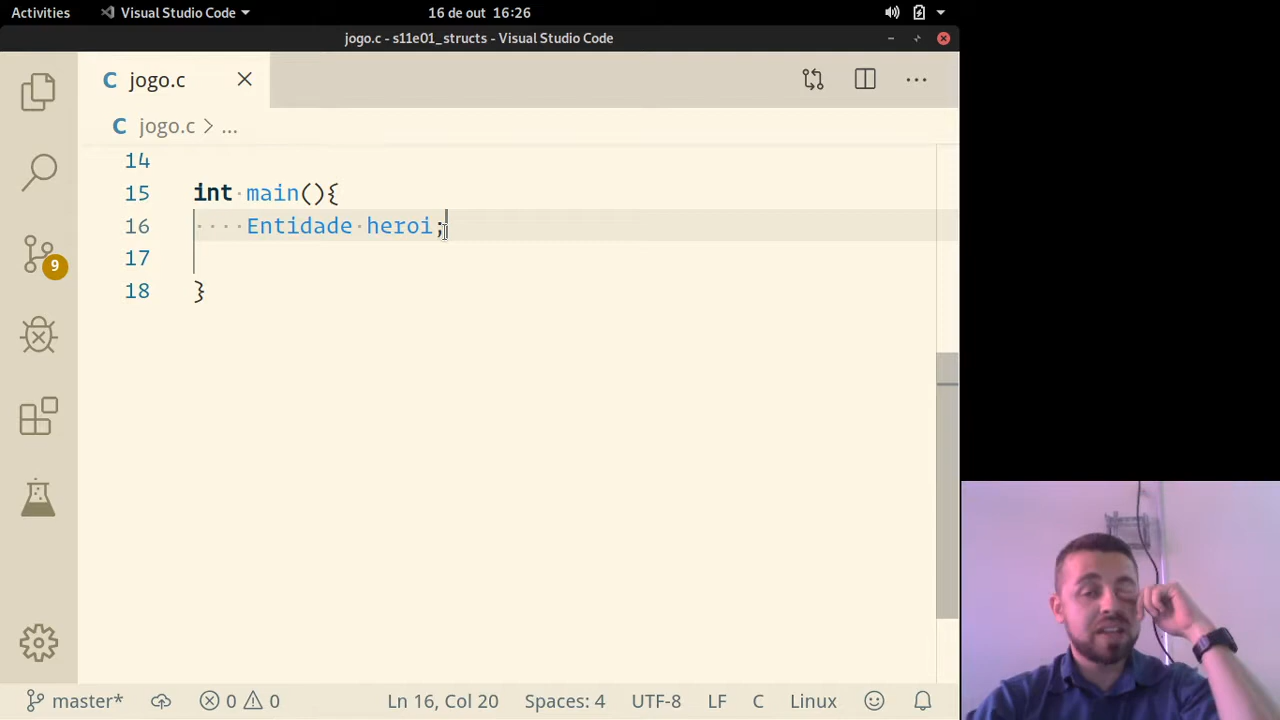 Activities Visual Studio Code 16 de out 16:26
jogo.c - s11e01_structs - Visual Studio Code
C jogo.c
C jogo.c > ...
14
15 int main(){
16 ····Entidade·heroi;
17
18 }
9
master* 0 0 Ln 16, Col 20 Spaces: 4 UTF-8 LF C Linux